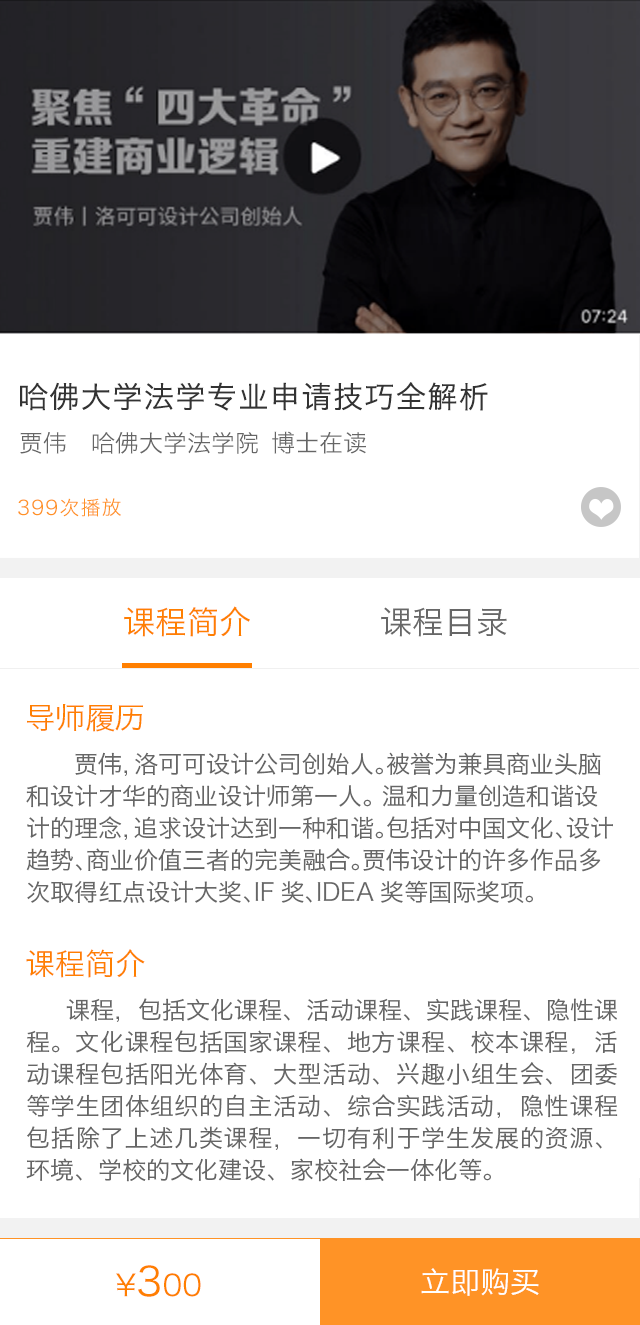 聚焦“四大革命”
重建商业逻辑
贾伟丨洛可可设计公司创始人
07:24
哈佛大学法学专业申请技巧全解析
贾伟 哈佛大学法学院 博士在读
399次播放
课程简介 课程目录
导师履历
贾伟,洛可可设计公司创始人。被誉为兼具商业头脑
和设计才华的商业设计师第一人。温和力量创造和谐设
计的理念,追求设计达到一种和谐。包括对中国文化、设计
趋势、商业价值三者的完美融合。贾伟设计的许多作品多
次取得红点设计大奖、IF 奖、IDEA 奖等国际奖项。
课程简介
课程，包括文化课程、活动课程、实践课程、隐性课
程。文化课程包括国家课程、地方课程、校本课程，活
动课程包括阳光体育、大型活动、兴趣小组生会、团委
等学生团体组织的自主活动、综合实践活动，隐性课程
包括除了上述几类课程，一切有利于学生发展的资源、
环境、学校的文化建设、家校社会一体化等。
¥300 立即购买